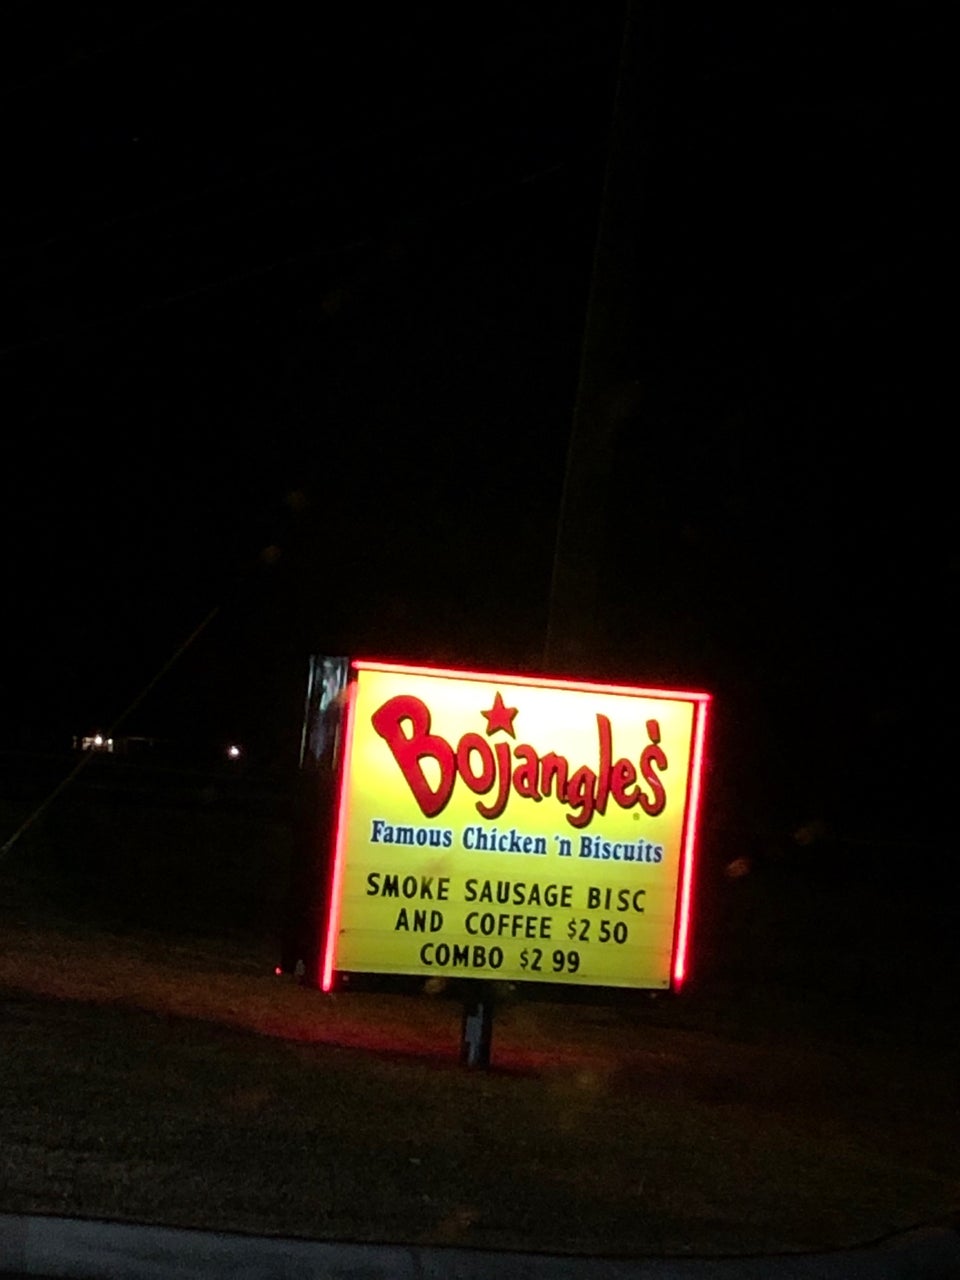 Bojangles'
Famous Chicken 'n Biscuits
SMOKE SAUSAGE BISC
AND COFFEE $2 50
COMBO $2 99